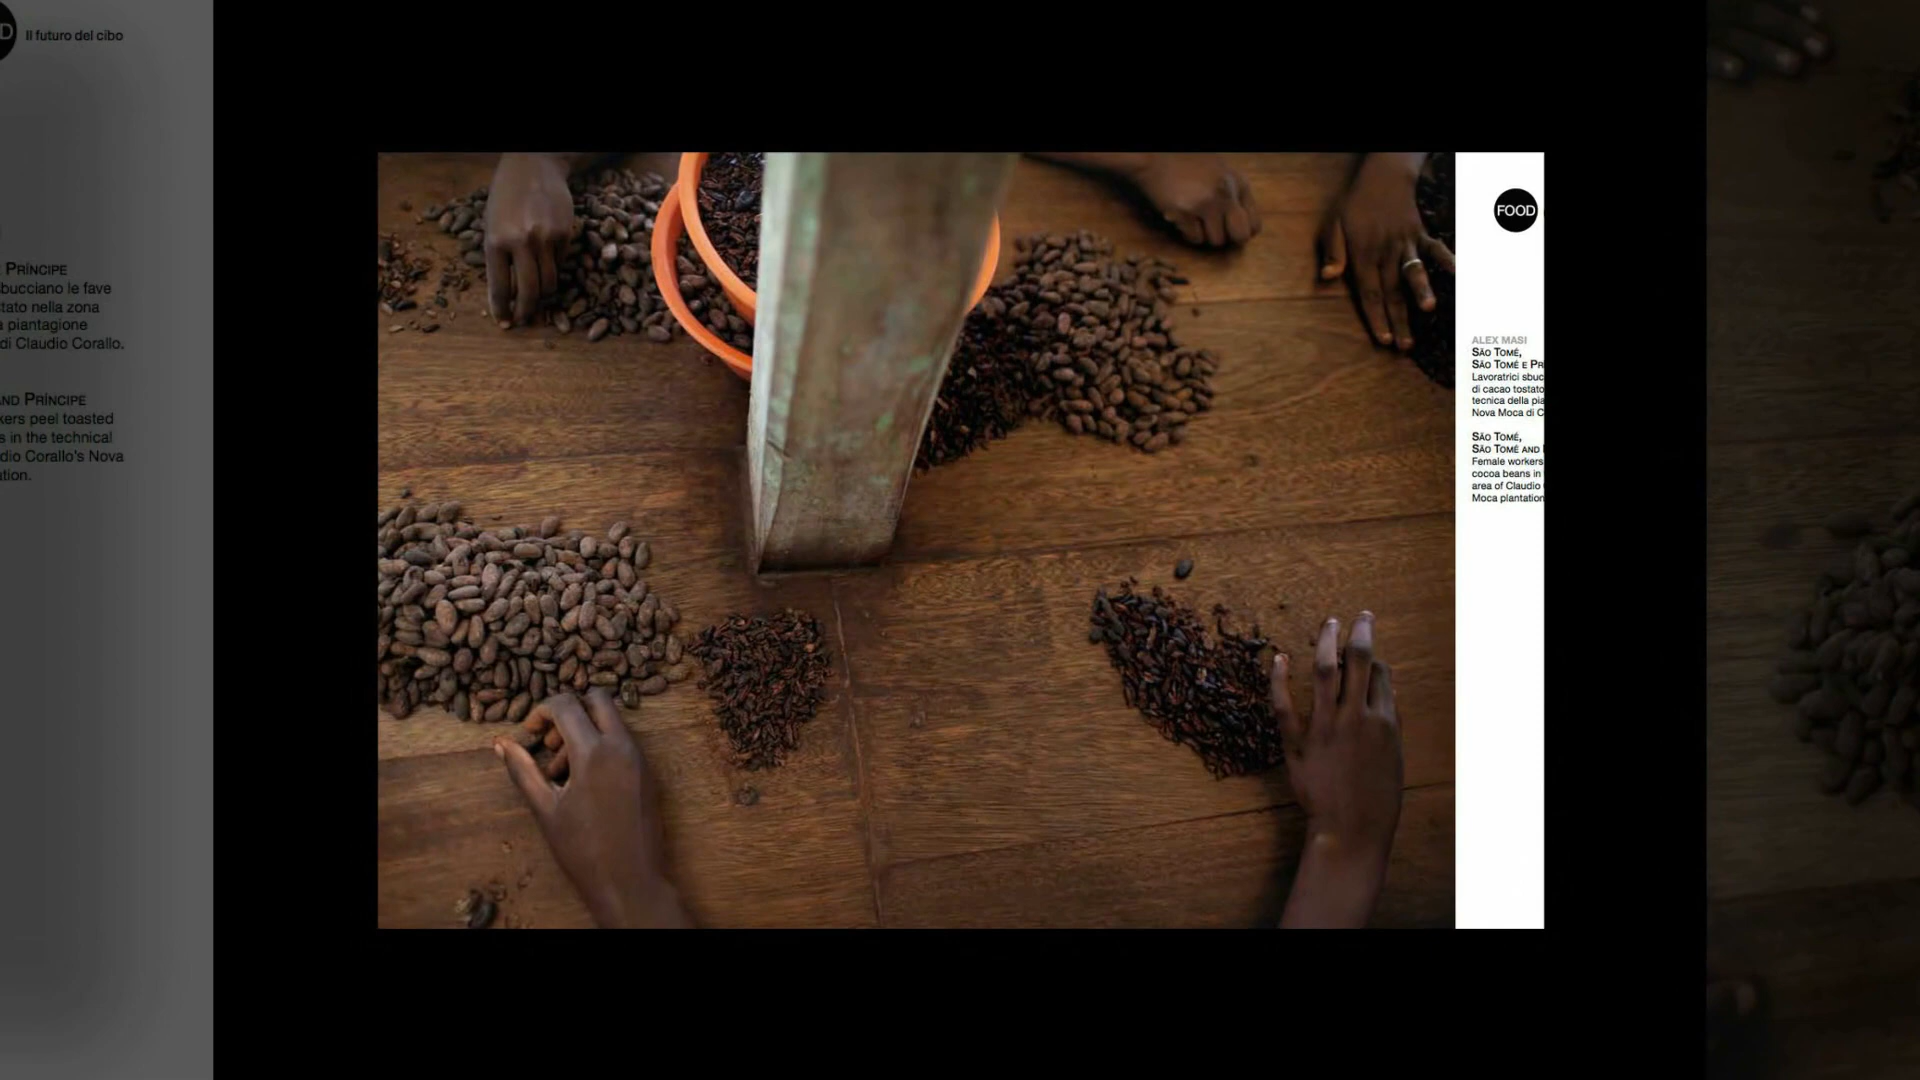 D Il futuro del cibo
PRÍNCIPE
bucciano le fave
tato nella zona
a piantagione
di Claudio Corallo.
AND PRÍNCIPE
kers peel toasted
s in the technical
dio Corallo's Nova
tion.
FOOD
ALEX MASI
SÃO TOMÉ,
SÃO TOMÉ E PR
Lavoratrici sbuc
di cacao tostato
tecnica della pia
Nova Moca di C
SÃO TOMÉ,
SÃO TOMÉ AND
Female workers
cocoa beans in
area of Claudio
Moca plantation